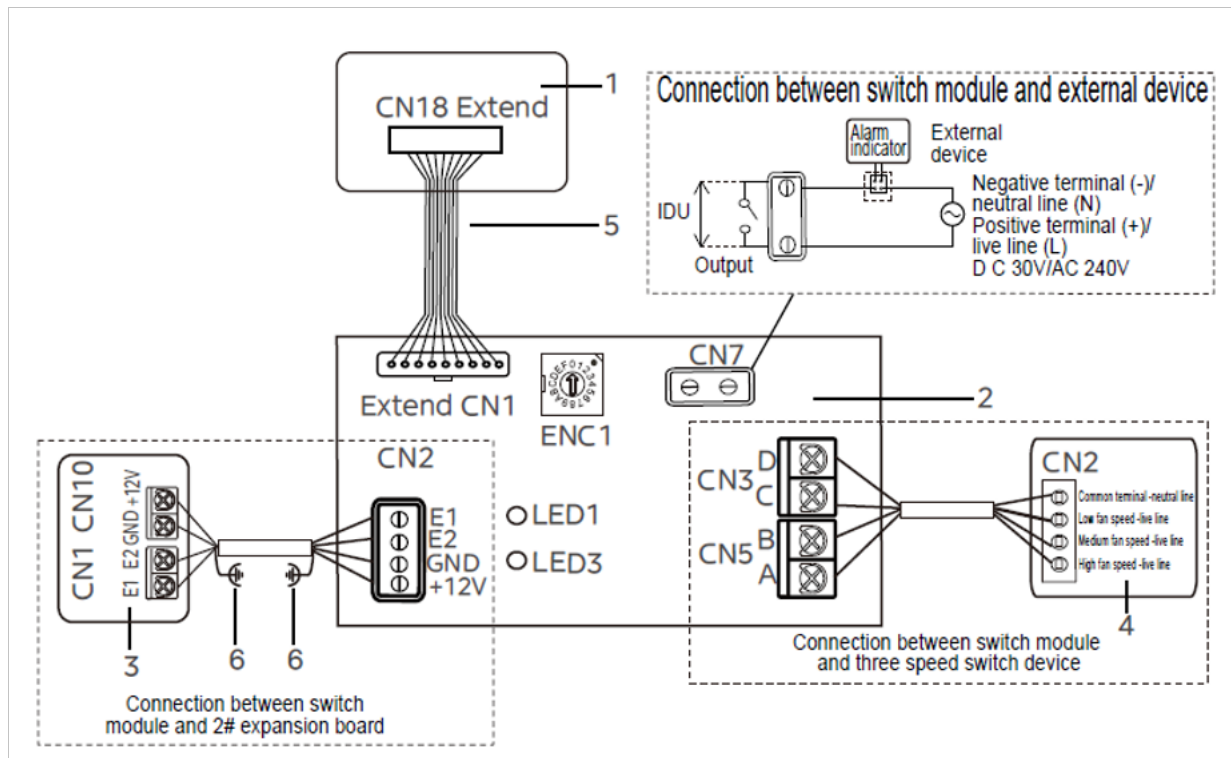 CN18 Extend
1
5
Connection between switch module and external device
Alarm
indicator
External
device
IDU
Output
Negative terminal (-)/
neutral line (N)
Positive terminal (+)/
live line (L)
D C 30V/AC 240V
Extend CN1
0123456789ABCDEF
ENC1
CN7
2
CN2
E1
E2
GND
+12V
LED1
LED3
CN1 CN10
E1 E2 GND +12V
3
6
6
Connection between switch
module and 2# expansion board
CN3
D
C
CN5
B
A
CN2
Common terminal -neutral line
Low fan speed -live line
Medium fan speed -live line
High fan speed -live line
4
Connection between switch module
and three speed switch device